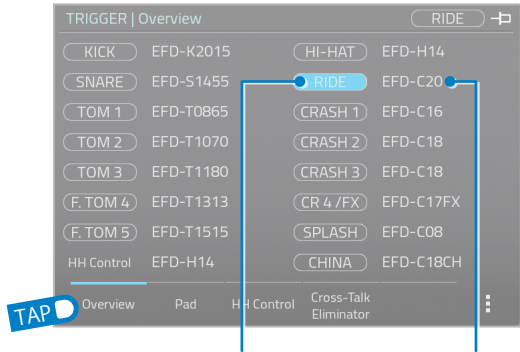 TRIGGER | Overview RIDE
KICK EFD-K2015 HI-HAT EFD-H14
SNARE EFD-S1455 RIDE EFD-C20
TOM 1 EFD-T0865 CRASH 1 EFD-C16
TOM 2 EFD-T1070 CRASH 2 EFD-C18
TOM 3 EFD-T1180 CRASH 3 EFD-C18
F. TOM 4 EFD-T1313 CR 4 /FX EFD-C17FX
F. TOM 5 EFD-T1515 SPLASH EFD-C08
HH Control EFD-H14 CHINA EFD-C18CH
TAP Overview Pad HH Control Cross-Talk
Eliminator